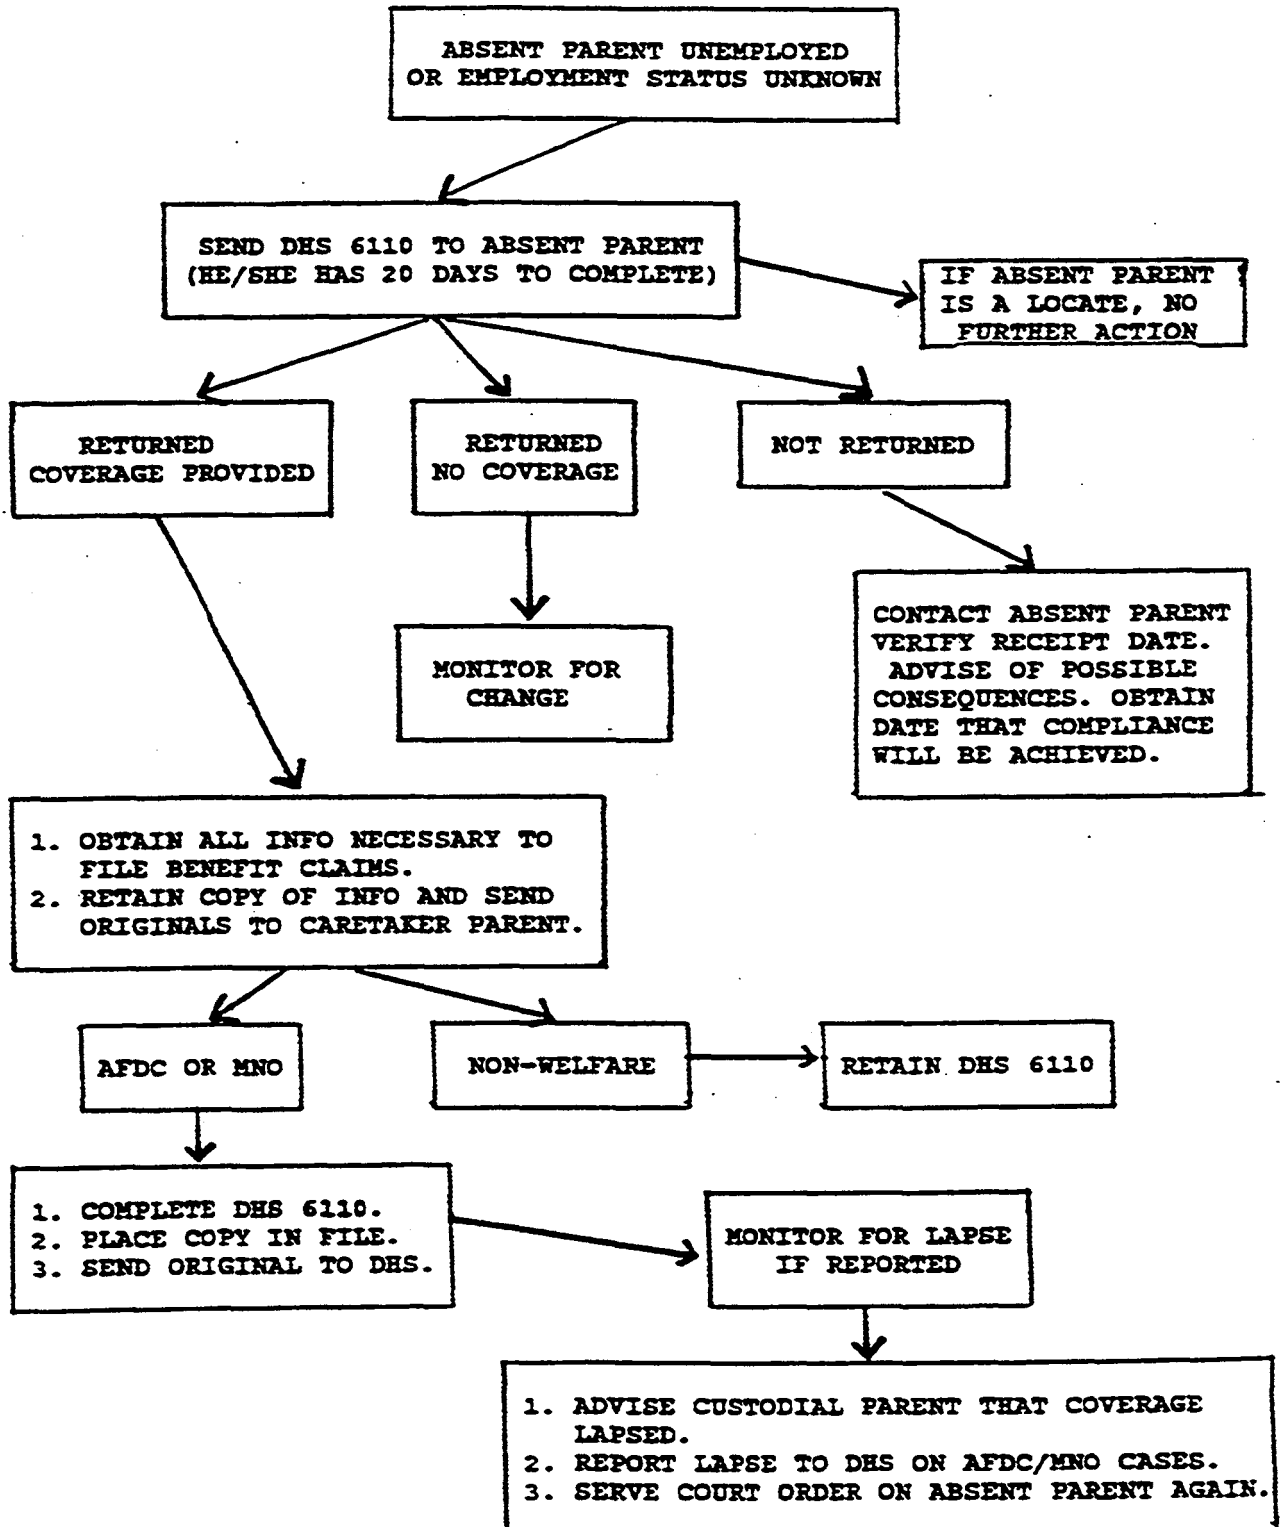 ABSENT PARENT UNEMPLOYED
OR EMPLOYMENT STATUS UNKNOWN
SEND DHS 6110 TO ABSENT PARENT
(HE/SHE HAS 20 DAYS TO COMPLETE)
IF ABSENT PARENT
IS A LOCATE, NO
FURTHER ACTION
RETURNED
COVERAGE PROVIDED
RETURNED
NO COVERAGE
NOT RETURNED
MONITOR FOR
CHANGE
CONTACT ABSENT PARENT
VERIFY RECEIPT DATE.
ADVISE OF POSSIBLE
CONSEQUENCES. OBTAIN
DATE THAT COMPLIANCE
WILL BE ACHIEVED.
1. OBTAIN ALL INFO NECESSARY TO
FILE BENEFIT CLAIMS.
2. RETAIN COPY OF INFO AND SEND
ORIGINALS TO CARETAKER PARENT.
AFDC OR MNO
NON-WELFARE
RETAIN DHS 6110
1. COMPLETE DHS 6110.
2. PLACE COPY IN FILE.
3. SEND ORIGINAL TO DHS.
MONITOR FOR LAPSE
IF REPORTED
1. ADVISE CUSTODIAL PARENT THAT COVERAGE
LAPSED.
2. REPORT LAPSE TO DHS ON AFDC/MNO CASES.
3. SERVE COURT ORDER ON ABSENT PARENT AGAIN.